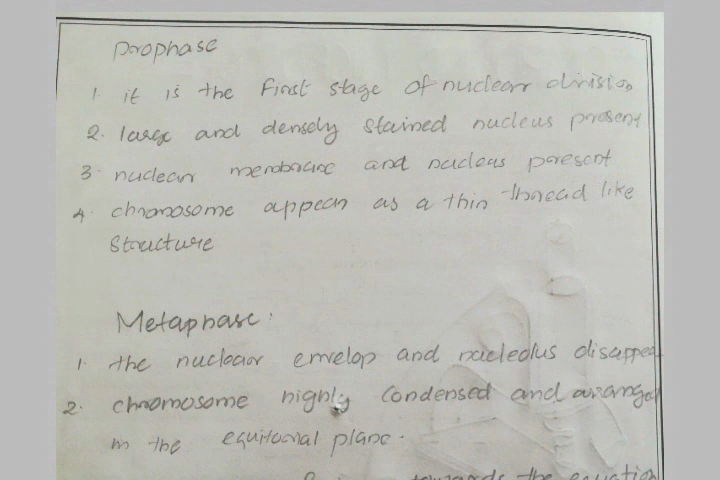 prophase
1. it is the first stage of nuclear division
2. large and densely stained nucleus present
3. nuclear membrane and nucleus present
4. chromosome appear as a thin thread like
structure
Metaphase:
1. the nuclear envelop and nucleolus disappea
2. chromosome highly condensed and arranged
in the equitorial plane.
towards the equation